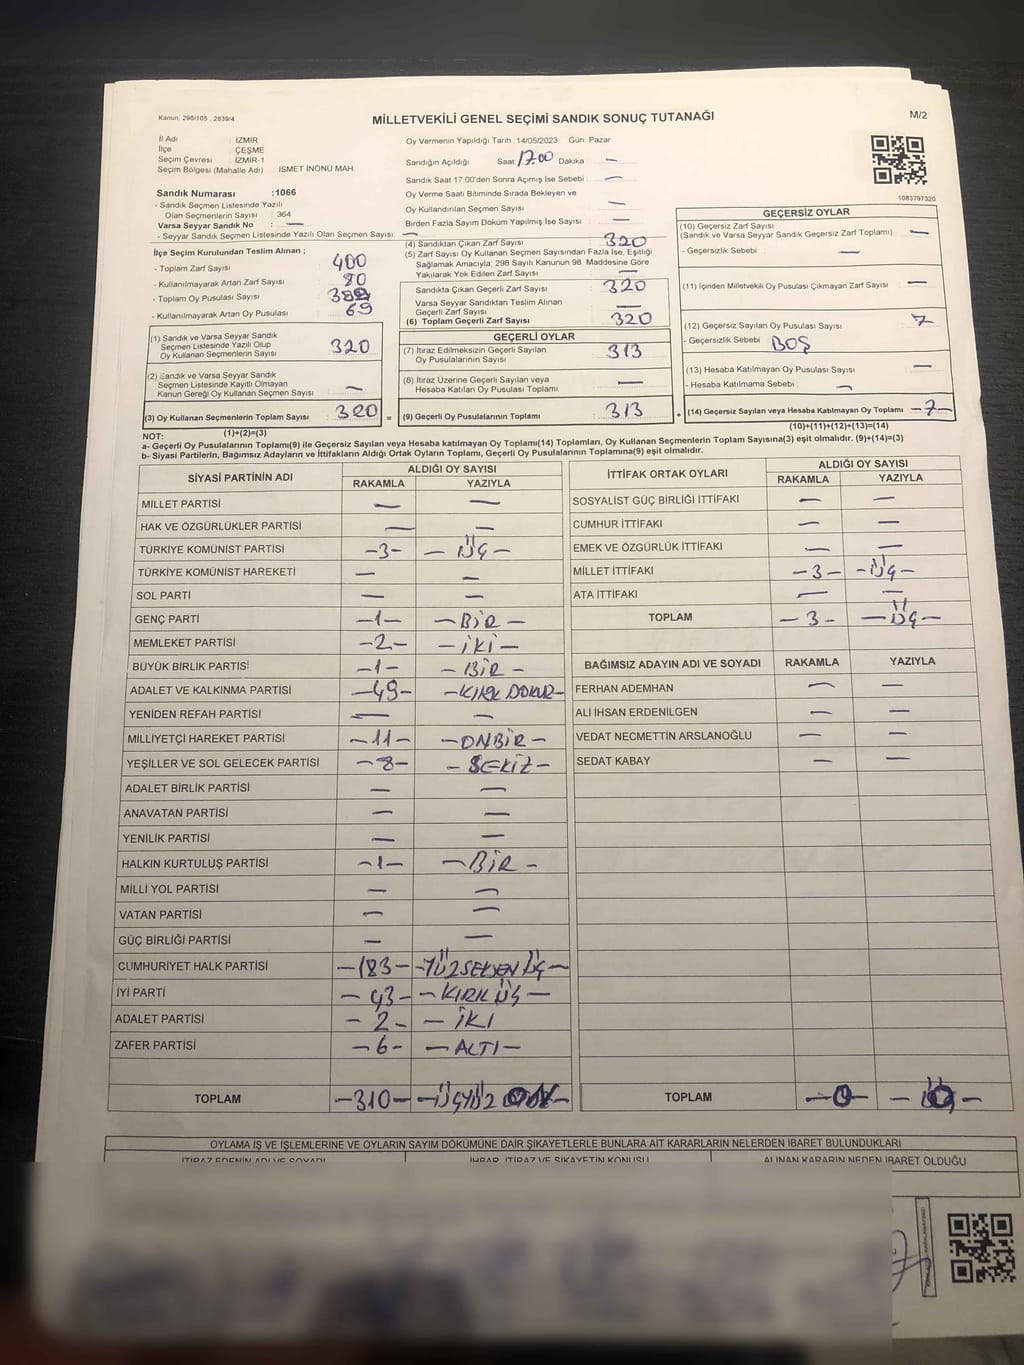 Kanun: 298/105 , 2839/4
MİLLETVEKİLİ GENEL SEÇİMİ SANDIK SONUÇ TUTANAĞI
M/2
İl Adı : İZMİR
İlçe : ÇEŞME
Seçim Çevresi : İZMİR-1
Seçim Bölgesi (Mahalle Adı) : İSMET İNÖNÜ MAH.
Sandık Numarası :1066
- Sandık Seçmen Listesinde Yazılı
Olan Seçmenlerin Sayısı : 364
Varsa Seyyar Sandık No : —
- Seyyar Sandık Seçmen Listesinde Yazılı Olan Seçmen Sayısı: —
Oy Vermenin Yapıldığı Tarih :14/05/2023 Gün: Pazar
Sandığın Açıldığı Saat 17.00 Dakika —
Sandık Saat 17:00'den Sonra Açımış İse Sebebi : —
Oy Verme Saati Bitiminde Sırada Bekleyen ve
Oy Kullandırılan Seçmen Sayısı —
Birden Fazla Sayım Döküm Yapılmış İse Sayısı : —
1083797320
İlçe Seçim Kurulundan Teslim Alınan ;
- Toplam Zarf Sayısı 400
- Kullanılmayarak Artan Zarf Sayısı : 80
- Toplam Oy Pusulası Sayısı
- Kullanılmayarak Artan Oy Pusulası : 69
(1) Sandık ve Varsa Seyyar Sandık
Seçmen Listesinde Yazılı Olup
Oy Kullanan Seçmenlerin Sayısı 320
(2) Sandık ve Varsa Seyyar Sandık
Seçmen Listesinde Kayıtlı Olmayan
Kanun Gereği Oy Kullanan Seçmen Sayısı —
(3) Oy Kullanan Seçmenlerin Toplam Sayısı 320
(1)+(2)=(3)
(4) Sandıktan Çıkan Zarf Sayısı 320
(5) Zarf Sayısı Oy Kullanan Seçmen Sayısından Fazla İse, Eşitliği
Sağlamak Amacıyla; 298 Sayılı Kanunun 98. Maddesine Göre
Yakılarak Yok Edilen Zarf Sayısı —
Sandıkta Çıkan Geçerli Zarf Sayısı : 320
Varsa Seyyar Sandıktan Teslim Alınan
Geçerli Zarf Sayısı —
(6) Toplam Geçerli Zarf Sayısı 320
GEÇERLİ OYLAR
(7) İtiraz Edilmeksizin Geçerli Sayılan
Oy Pusulalarının Sayısı 313
(8) İtiraz Üzerine Geçerli Sayılan veya
Hesaba Katılan Oy Pusulası Toplamı —
= (9) Geçerli Oy Pusulalarının Toplamı 313
GEÇERSİZ OYLAR
(10) Geçersiz Zarf Sayısı
(Sandık ve Varsa Seyyar Sandık Geçersiz Zarf Toplamı) —
- Geçersizlik Sebebi : —
(11) İçinden Milletvekili Oy Pusulası Çıkmayan Zarf Sayısı —
(12) Geçersiz Sayılan Oy Pusulası Sayısı 7
- Geçersizlik Sebebi : BOŞ
(13) Hesaba Katılmayan Oy Pusulası Sayısı —
- Hesaba Katılmama Sebebi : —
+ (14) Geçersiz Sayılan veya Hesaba Katılmayan Oy Toplamı -7-
(10)+(11)+(12)+(13)=(14)
NOT:
a- Geçerli Oy Pusulalarının Toplamı(9) ile Geçersiz Sayılan veya Hesaba katılmayan Oy Toplamı(14) Toplamları, Oy Kullanan Seçmenlerin Toplam Sayısına(3) eşit olmalıdır. (9)+(14)=(3)
b- Siyasi Partilerin, Bağımsız Adayların ve İttifakların Aldığı Ortak Oyların Toplamı, Geçerli Oy Pusulalarının Toplamına(9) eşit olmalıdır.
SİYASİ PARTİNİN ADI ALDIĞI OY SAYISI
RAKAMLA YAZIYLA
MİLLET PARTİSİ — —
HAK VE ÖZGÜRLÜKLER PARTİSİ — —
TÜRKİYE KOMÜNİST PARTİSİ -3- - ÜÇ -
TÜRKİYE KOMÜNİST HAREKETİ — —
SOL PARTİ — —
GENÇ PARTİ -1- - BİR -
MEMLEKET PARTİSİ -2- - İKİ -
BÜYÜK BİRLİK PARTİSİ -1- - BİR -
ADALET VE KALKINMA PARTİSİ -49- -KIRK DOKUZ-
YENİDEN REFAH PARTİSİ — —
MİLLİYETÇİ HAREKET PARTİSİ -11- -ONBİR-
YEŞİLLER VE SOL GELECEK PARTİSİ -8- - SEKİZ-
ADALET BİRLİK PARTİSİ — —
ANAVATAN PARTİSİ — —
YENİLİK PARTİSİ — —
HALKIN KURTULUŞ PARTİSİ -1- -BİR-
MİLLİ YOL PARTİSİ — —
VATAN PARTİSİ — —
GÜÇ BİRLİĞİ PARTİSİ — —
CUMHURİYET HALK PARTİSİ -183- -YÜZSEKSEN ÜÇ-
İYİ PARTİ - 43- - KIRK ÜÇ -
ADALET PARTİSİ - 2- - İKİ
ZAFER PARTİSİ -6- -ALTI-
TOPLAM -310- -ÜÇYÜZ ON-
İTTİFAK ORTAK OYLARI ALDIĞI OY SAYISI
RAKAMLA YAZIYLA
SOSYALİST GÜÇ BİRLİĞİ İTTİFAKI — —
CUMHUR İTTİFAKI — —
EMEK VE ÖZGÜRLÜK İTTİFAKI — —
MİLLET İTTİFAKI -3- -ÜÇ-
ATA İTTİFAKI — —
TOPLAM - 3- -ÜÇ-
BAĞIMSIZ ADAYIN ADI VE SOYADI RAKAMLA YAZIYLA
FERHAN ADEMHAN — —
ALİ İHSAN ERDENİLGEN — —
VEDAT NECMETTİN ARSLANOĞLU — —
SEDAT KABAY — —
TOPLAM -0-
OYLAMA İŞ VE İŞLEMLERİNE VE OYLARIN SAYIM DÖKÜMÜNE DAİR ŞİKAYETLERLE BUNLARA AİT KARARLARIN NELERDEN İBARET BULUNDUKLARI
İTİRAZ EDENİN ADI VE SOYADI İHBAR, İTİRAZ VE ŞİKAYETİN KONUSU ALINAN KARARIN NEDEN İBARET OLDUĞU